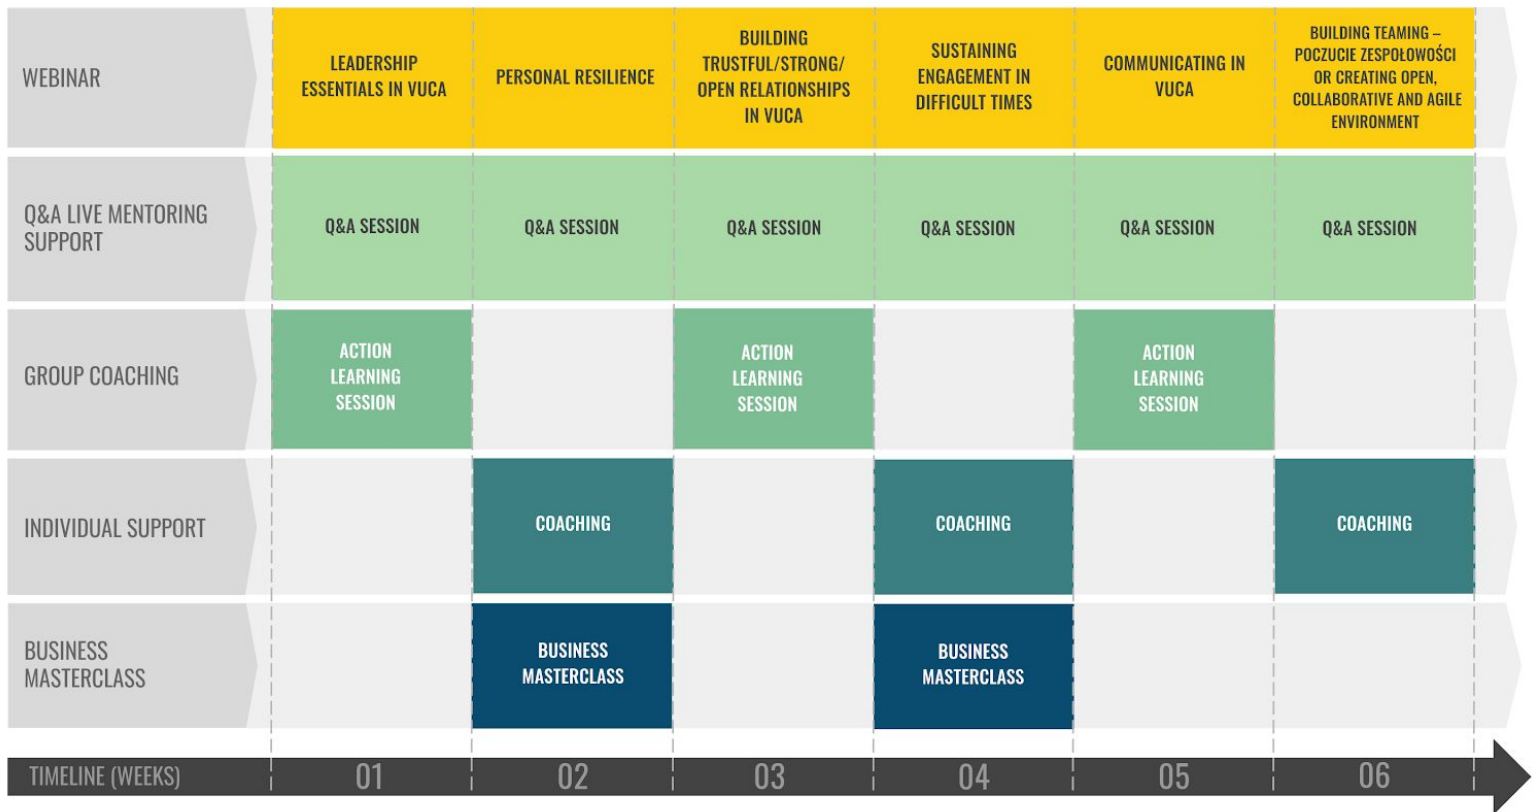 WEBINAR
LEADERSHIP
ESSENTIALS IN VUCA
PERSONAL RESILIENCE
BUILDING
TRUSTFUL/STRONG/
OPEN RELATIONSHIPS
IN VUCA
SUSTAINING
ENGAGEMENT IN
DIFFICULT TIMES
COMMUNICATING IN
VUCA
BUILDING TEAMING –
POCZUCIE ZESPOŁOWOŚCI
OR CREATING OPEN,
COLLABORATIVE AND AGILE
ENVIRONMENT
Q&A LIVE MENTORING
SUPPORT
Q&A SESSION
Q&A SESSION
Q&A SESSION
Q&A SESSION
Q&A SESSION
Q&A SESSION
GROUP COACHING
ACTION
LEARNING
SESSION
ACTION
LEARNING
SESSION
ACTION
LEARNING
SESSION
INDIVIDUAL SUPPORT
COACHING
COACHING
COACHING
BUSINESS
MASTERCLASS
BUSINESS
MASTERCLASS
BUSINESS
MASTERCLASS
TIMELINE (WEEKS)
01
02
03
04
05
06